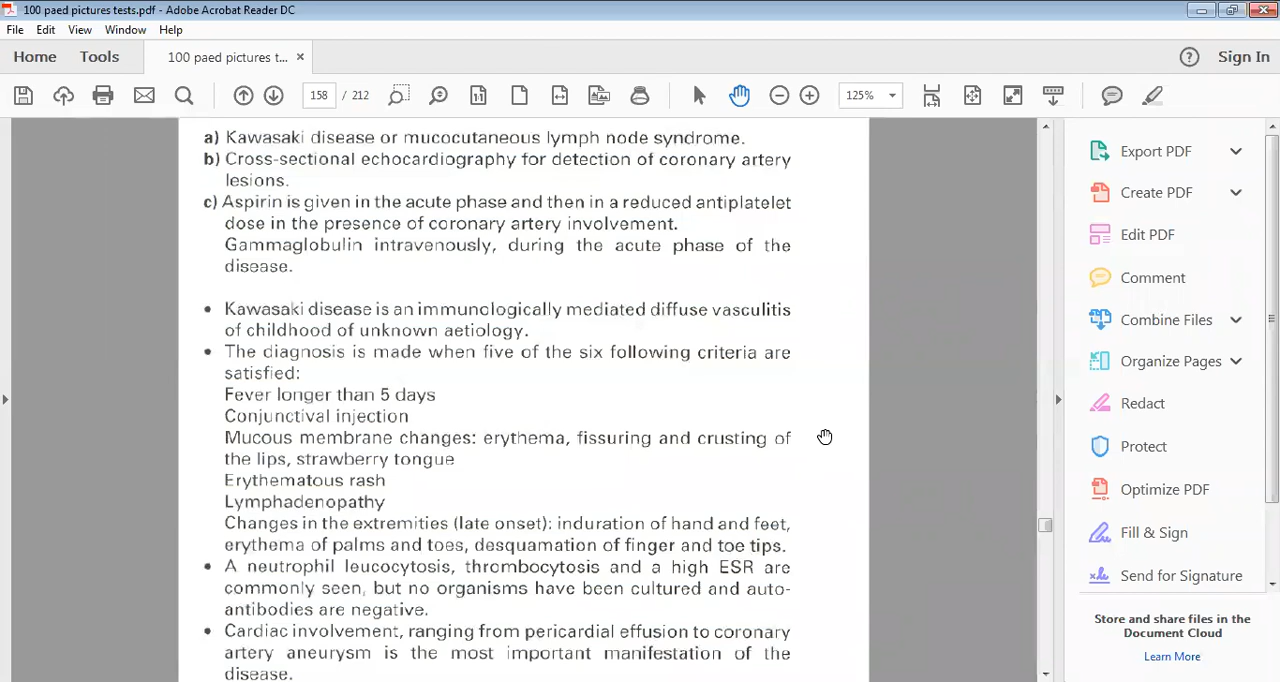 100 paed pictures tests.pdf - Adobe Acrobat Reader DC
File Edit View Window Help
Home Tools 100 paed pictures t... × ? Sign In
158 / 212 125%
a) Kawasaki disease or mucocutaneous lymph node syndrome.
b) Cross-sectional echocardiography for detection of coronary artery
lesions.
c) Aspirin is given in the acute phase and then in a reduced antiplatelet
dose in the presence of coronary artery involvement.
Gammaglobulin intravenously, during the acute phase of the
disease.
• Kawasaki disease is an immunologically mediated diffuse vasculitis
of childhood of unknown aetiology.
• The diagnosis is made when five of the six following criteria are
satisfied:
Fever longer than 5 days
Conjunctival injection
Mucous membrane changes: erythema, fissuring and crusting of
the lips, strawberry tongue
Erythematous rash
Lymphadenopathy
Changes in the extremities (late onset): induration of hand and feet,
erythema of palms and toes, desquamation of finger and toe tips.
• A neutrophil leucocytosis, thrombocytosis and a high ESR are
commonly seen, but no organisms have been cultured and auto-
antibodies are negative.
• Cardiac involvement, ranging from pericardial effusion to coronary
artery aneurysm is the most important manifestation of the
disease.
Export PDF
Create PDF
Edit PDF
Comment
Combine Files
Organize Pages
Redact
Protect
Optimize PDF
Fill & Sign
Send for Signature
Store and share files in the
Document Cloud
Learn More